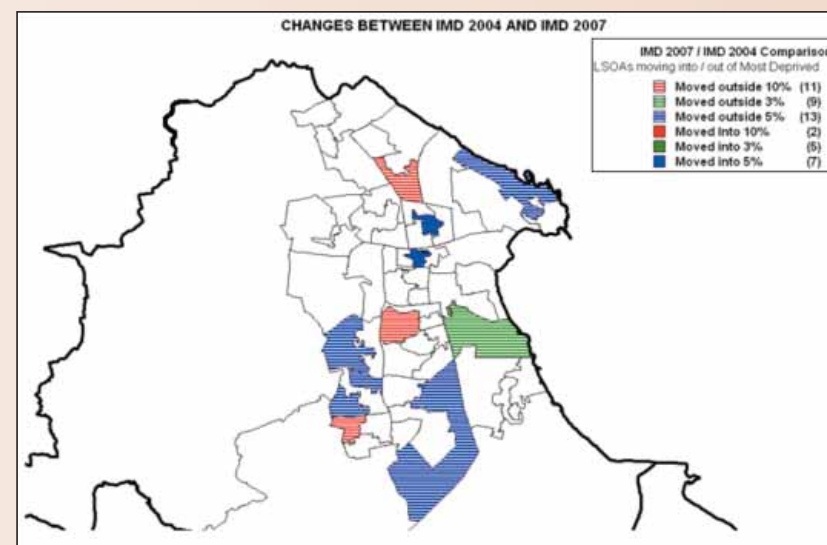 CHANGES BETWEEN IMD 2004 AND IMD 2007
IMD 2007 / IMD 2004 Comparison
LSOAs moving into / out of Most Deprived
Moved outside 10% (11)
Moved outside 3% (9)
Moved outside 5% (13)
Moved Into 10% (2)
Moved into 3% (5)
Moved into 5% (7)